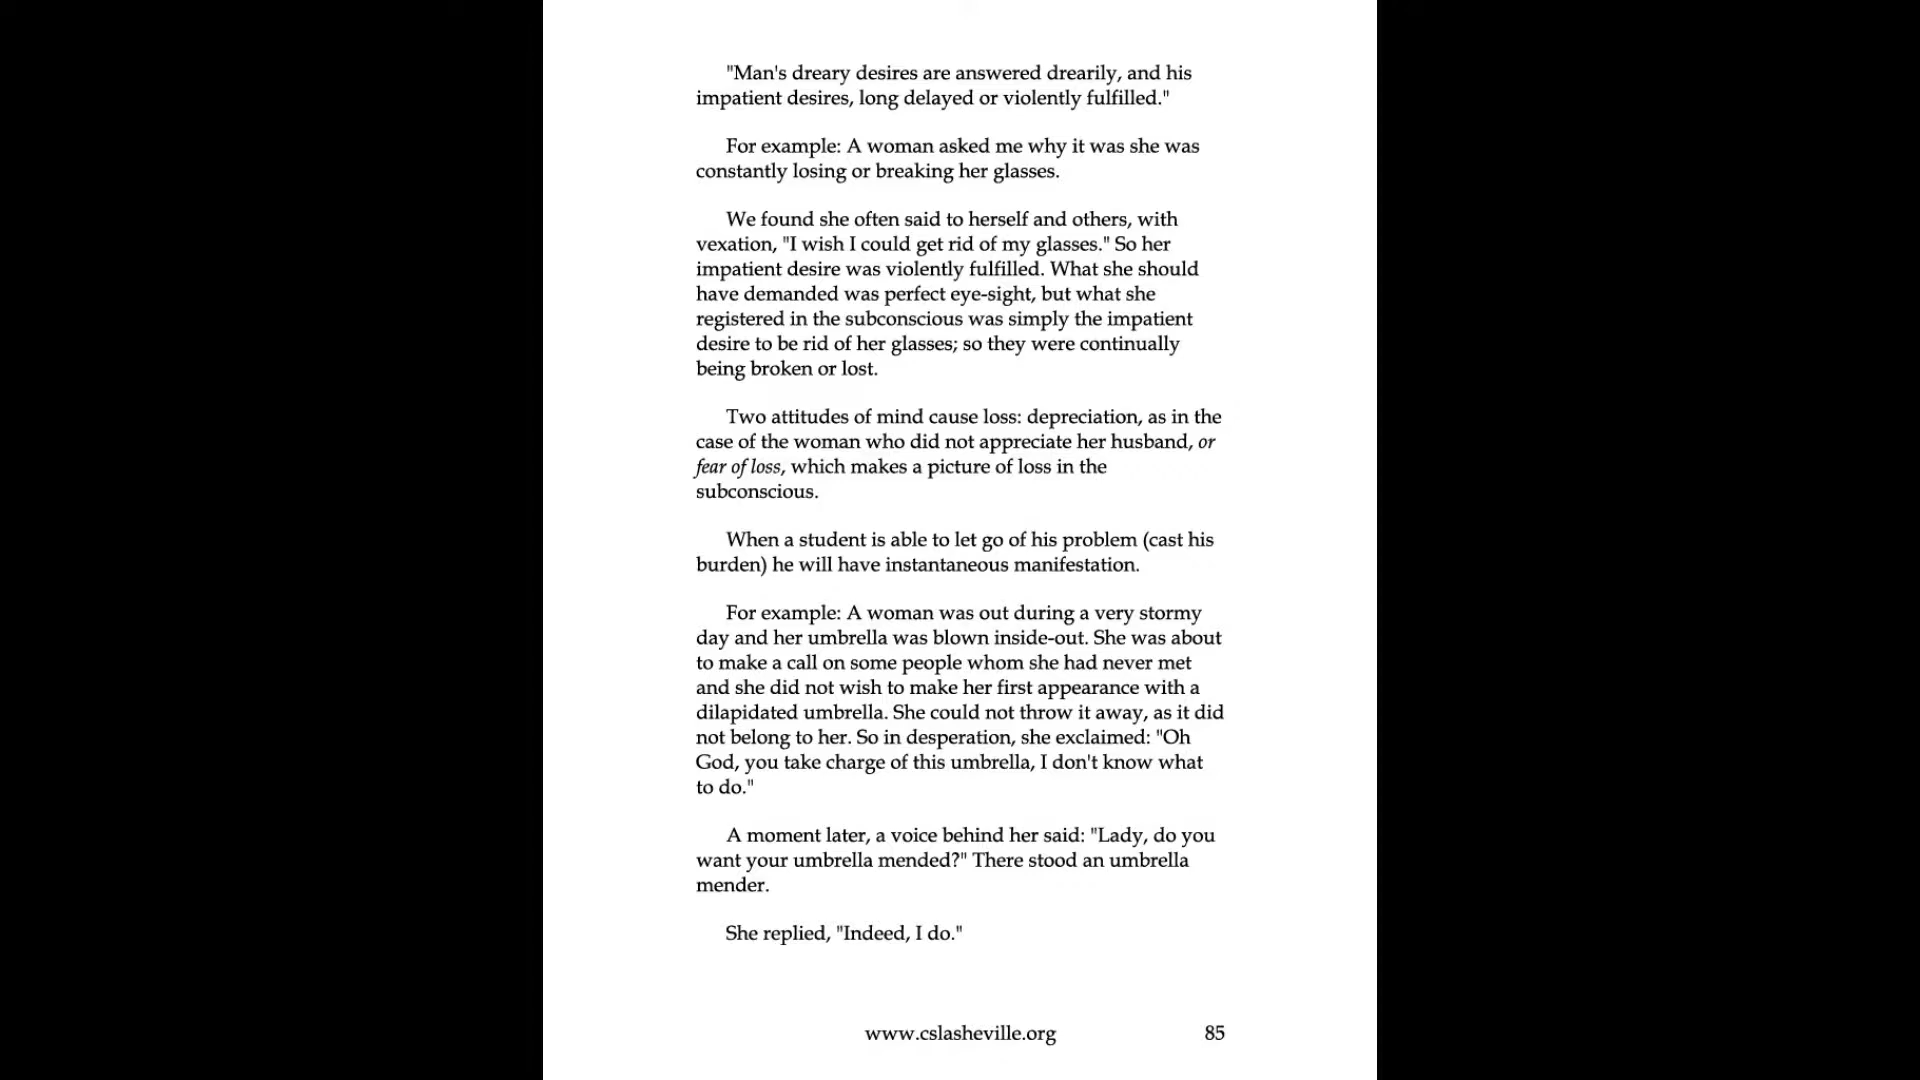 "Man's dreary desires are answered drearily, and his
impatient desires, long delayed or violently fulfilled."
For example: A woman asked me why it was she was
constantly losing or breaking her glasses.
We found she often said to herself and others, with
vexation, "I wish I could get rid of my glasses." So her
impatient desire was violently fulfilled. What she should
have demanded was perfect eye-sight, but what she
registered in the subconscious was simply the impatient
desire to be rid of her glasses; so they were continually
being broken or lost.
Two attitudes of mind cause loss: depreciation, as in the
case of the woman who did not appreciate her husband, or
fear of loss, which makes a picture of loss in the
subconscious.
When a student is able to let go of his problem (cast his
burden) he will have instantaneous manifestation.
For example: A woman was out during a very stormy
day and her umbrella was blown inside-out. She was about
to make a call on some people whom she had never met
and she did not wish to make her first appearance with a
dilapidated umbrella. She could not throw it away, as it did
not belong to her. So in desperation, she exclaimed: "Oh
God, you take charge of this umbrella, I don't know what
to do."
A moment later, a voice behind her said: "Lady, do you
want your umbrella mended?" There stood an umbrella
mender.
She replied, "Indeed, I do."
www.cslasheville.org 85